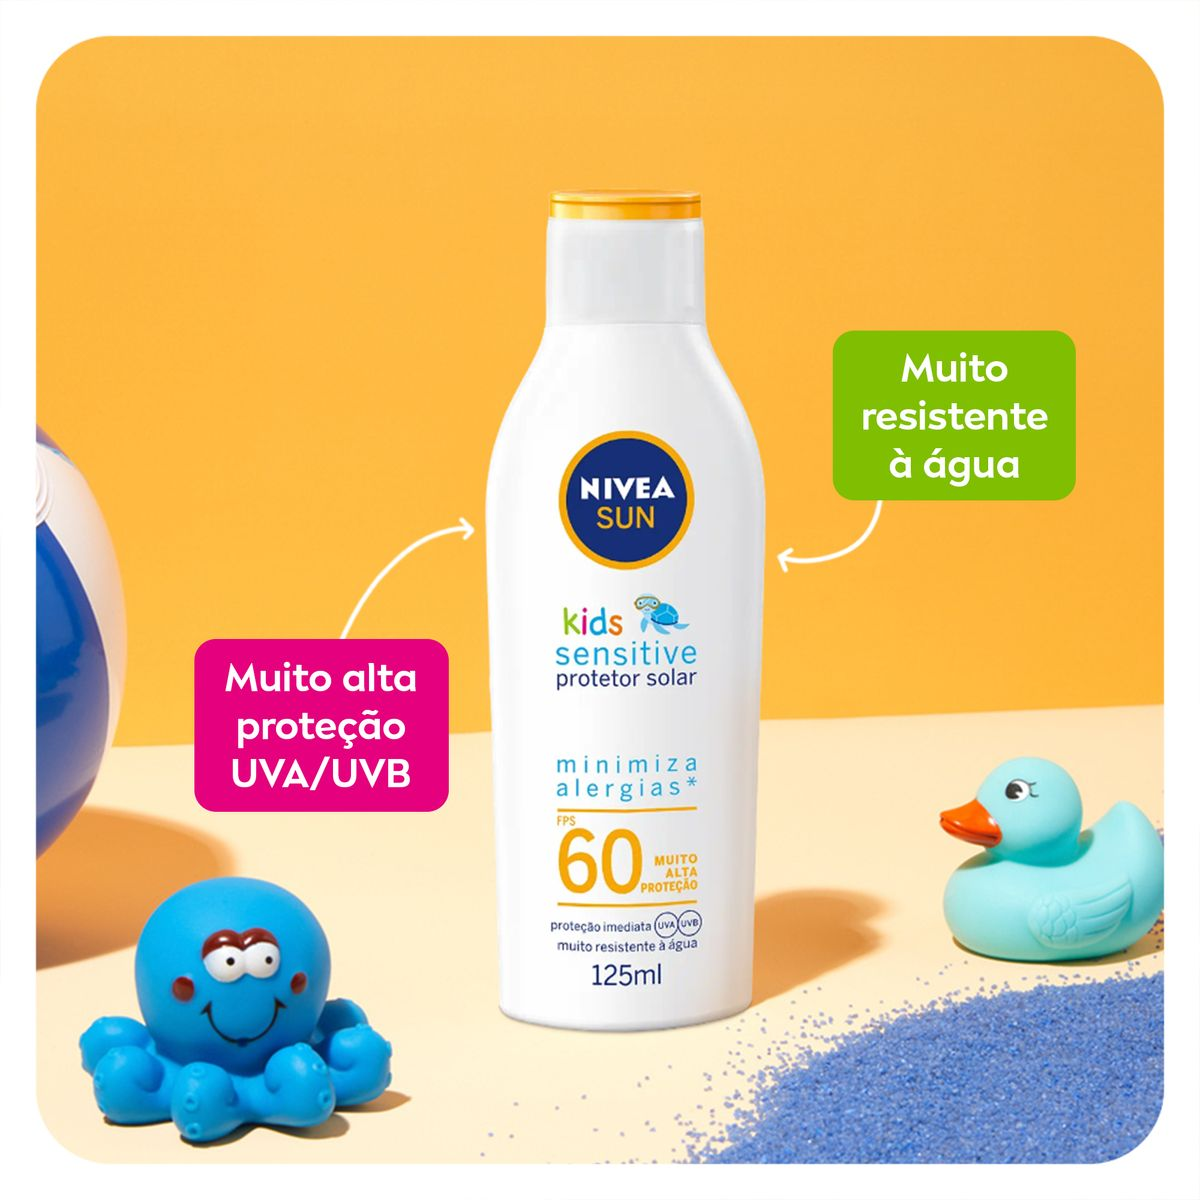 Muito
resistente
à água
Muito alta
proteção
UVA/UVB
NIVEA
SUN
kids
sensitive
protetor solar
minimiza
alergias*
FPS
60 MUITO
ALTA
PROTEÇÃO
proteção imediata UVA UVB
muito resistente à água
125ml